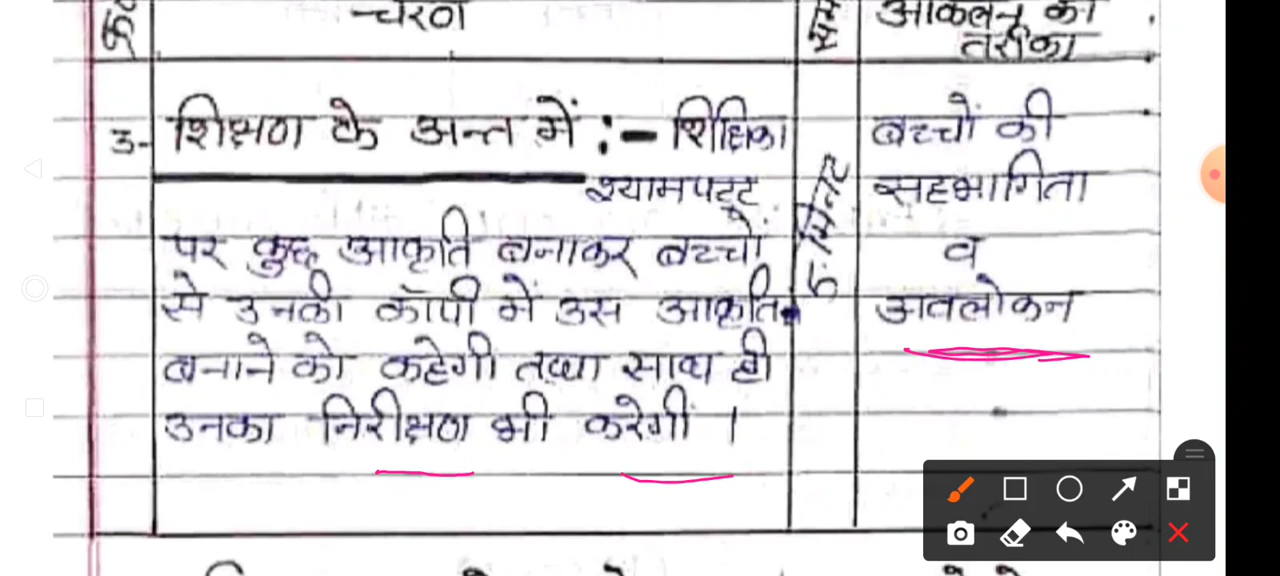 चरण
आकलन का
तरीका
3- शिक्षण के अन्त में :- शिक्षिका
श्यामपट्ट
पर कुछ आकृति बनाकर बच्चों
से उनकी कॉपी में उस आकृति
बनाने को कहेगी तथा साथ ही
उनका निरीक्षण भी करेगी ।
मिनट
बच्चों की
सहभागिता
व
अवलोकन